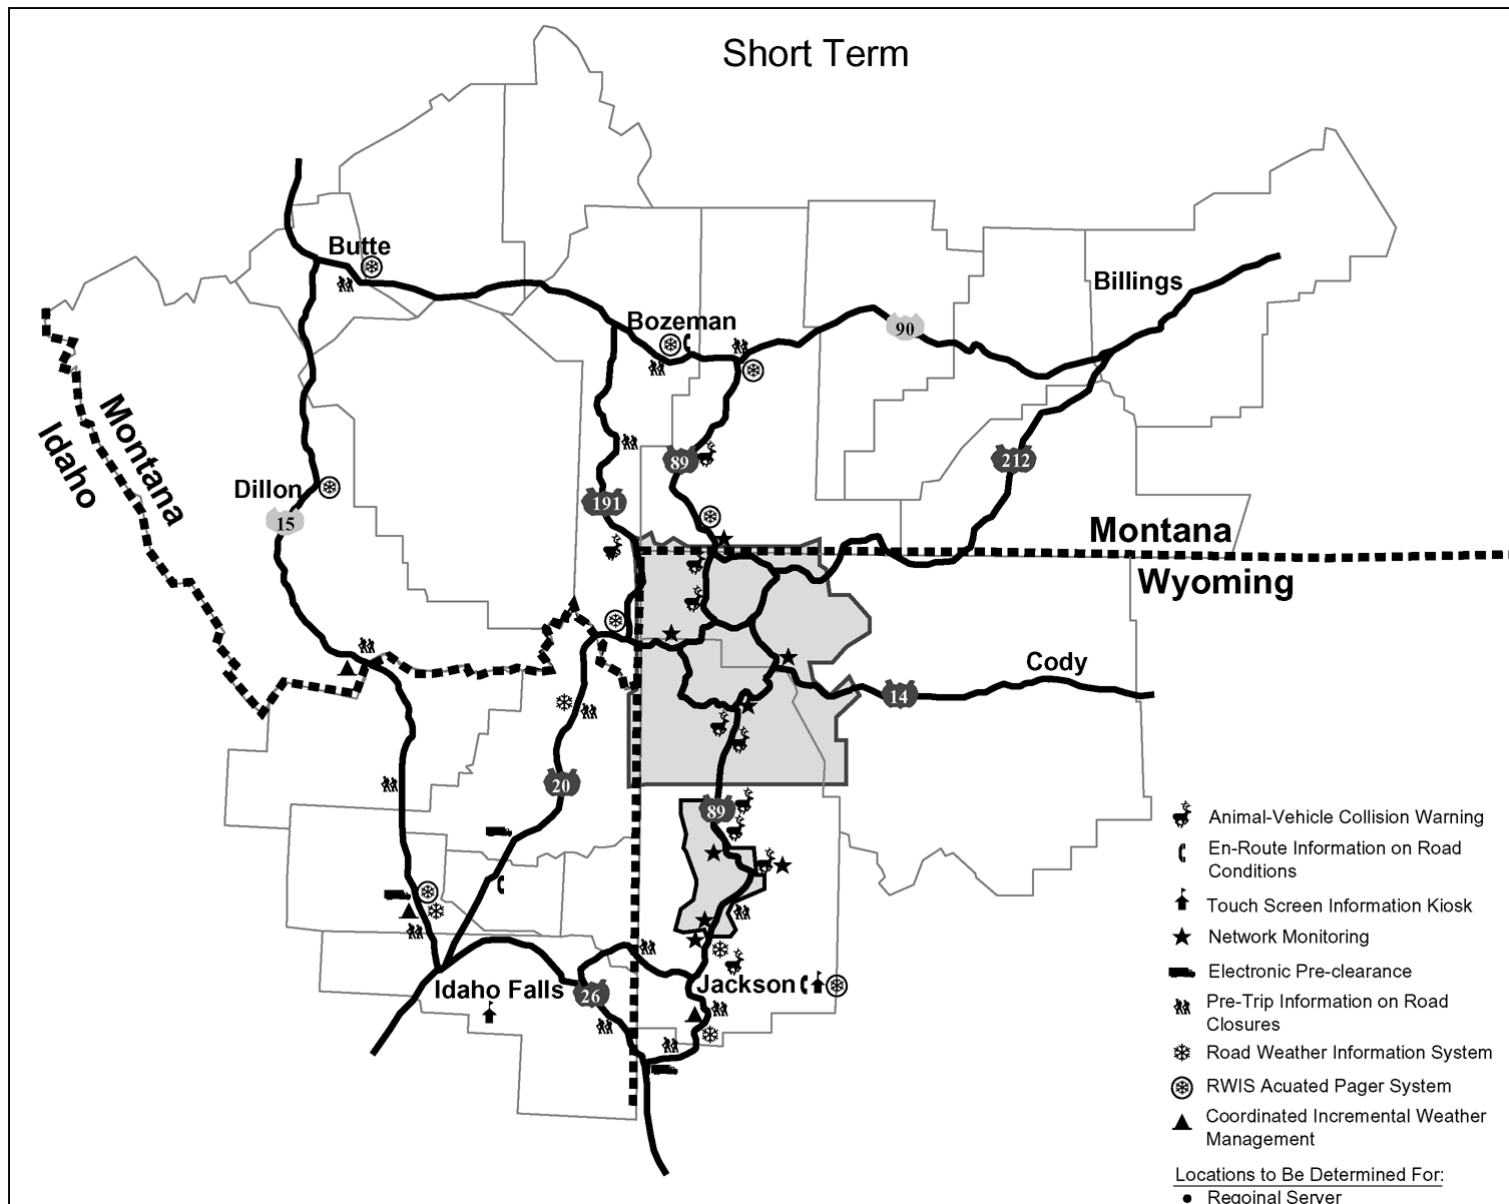 Short Term
Butte
Billings
Bozeman
90
Montana
Idaho
89
212
Dillon
191
15
Montana
Wyoming
Cody
14
20
89
Jackson
Idaho Falls
26
Animal-Vehicle Collision Warning
En-Route Information on Road
Conditions
Touch Screen Information Kiosk
Network Monitoring
Electronic Pre-clearance
Pre-Trip Information on Road
Closures
Road Weather Information System
RWIS Acuated Pager System
Coordinated Incremental Weather
Management
Locations to Be Determined For:
• Regoinal Server